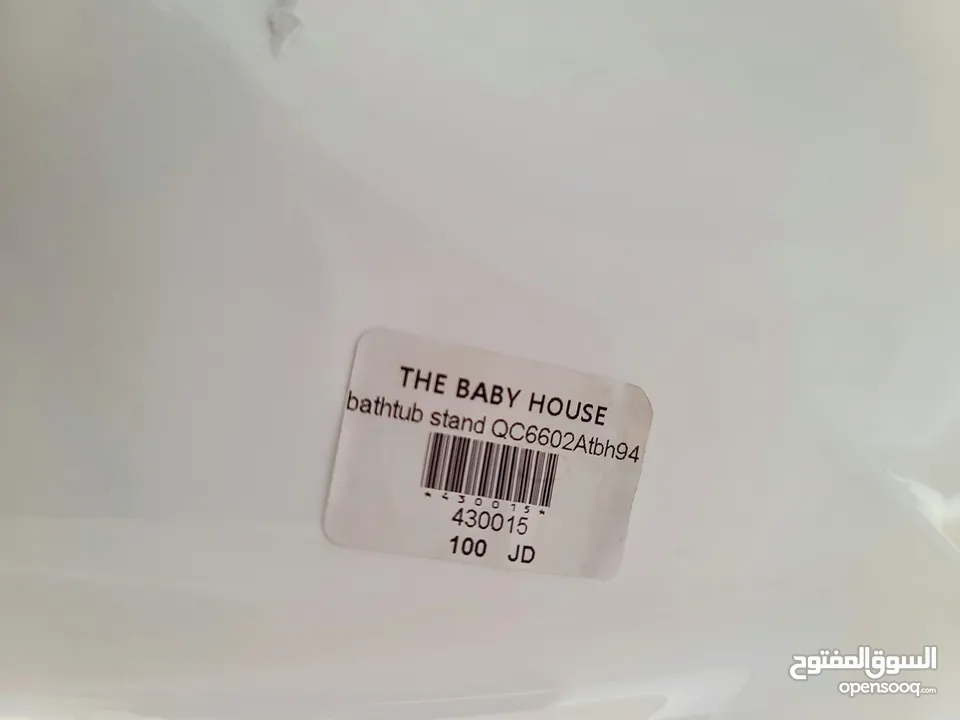 THE BABY HOUSE
bathtub stand QC6602Atbh94
*430015*
430015
100 JD
السوق المفتوح
opensooq.com